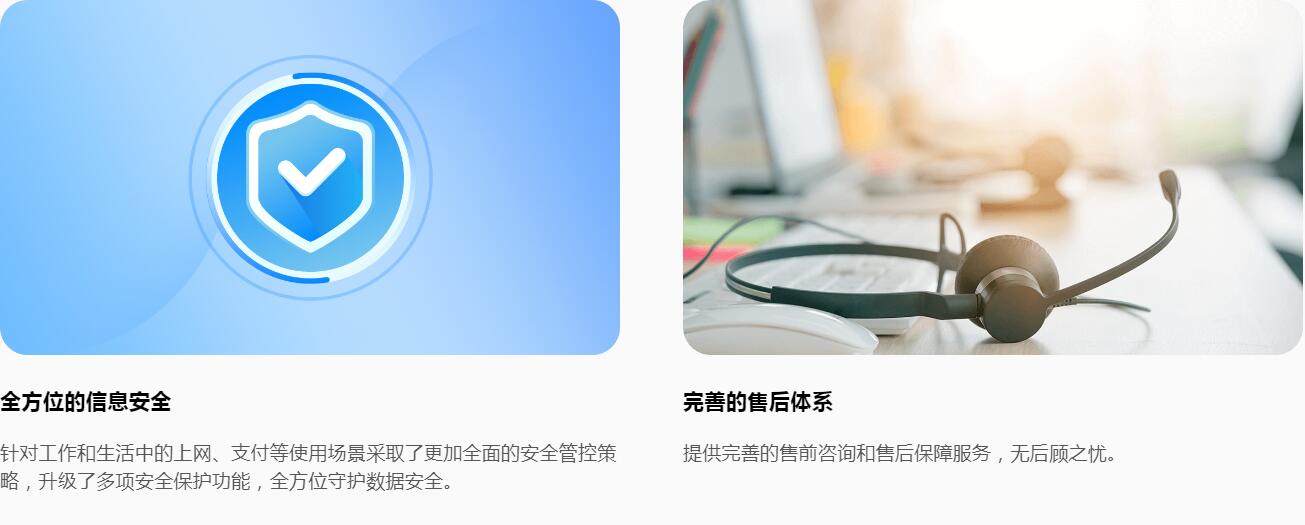 全方位的信息安全
针对工作和生活中的上网、支付等使用场景采取了更加全面的安全管控策
略，升级了多项安全保护功能，全方位守护数据安全。
完善的售后体系
提供完善的售前咨询和售后保障服务，无后顾之忧。